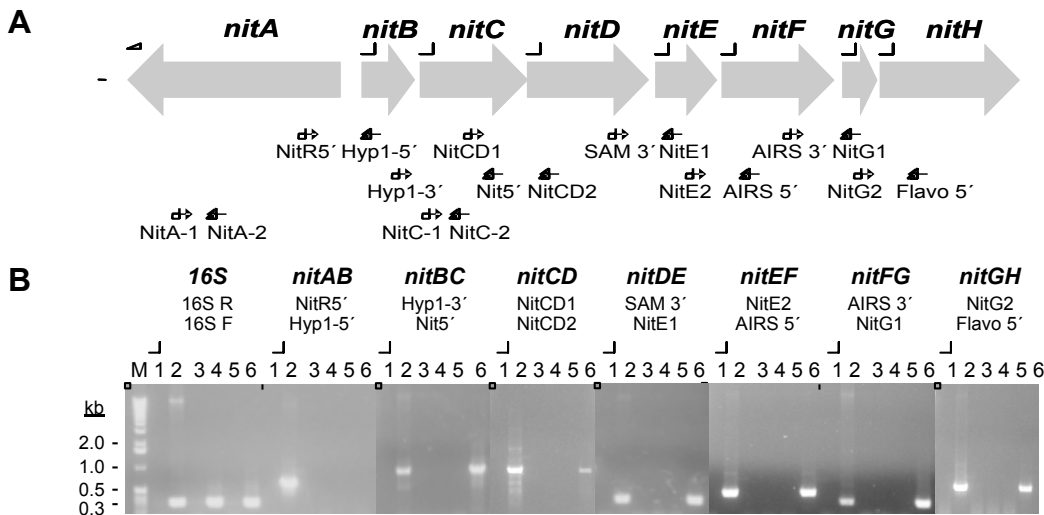 A
nitA nitB nitC nitD nitE nitF nitG nitH
NitR5´ Hyp1-5´ NitCD1 SAM 3´ NitE1 AIRS 3´ NitG1
Hyp1-3´ Nit5´ NitCD2 NitE2 AIRS 5´ NitG2 Flavo 5´
NitA-1 NitA-2 NitC-1 NitC-2
B
16S nitAB nitBC nitCD nitDE nitEF nitFG nitGH
16S R NitR5´ Hyp1-3´ NitCD1 SAM 3´ NitE2 AIRS 3´ NitG2
16S F Hyp1-5´ Nit5´ NitCD2 NitE1 AIRS 5´ NitG1 Flavo 5´
M 1 2 3 4 5 6 1 2 3 4 5 6 1 2 3 4 5 6 1 2 3 4 5 6 1 2 3 4 5 6 1 2 3 4 5 6 1 2 3 4 5 6 1 2 3 4 5 6
kb
2.0 -
1.0 -
0.5 -
0.3 -